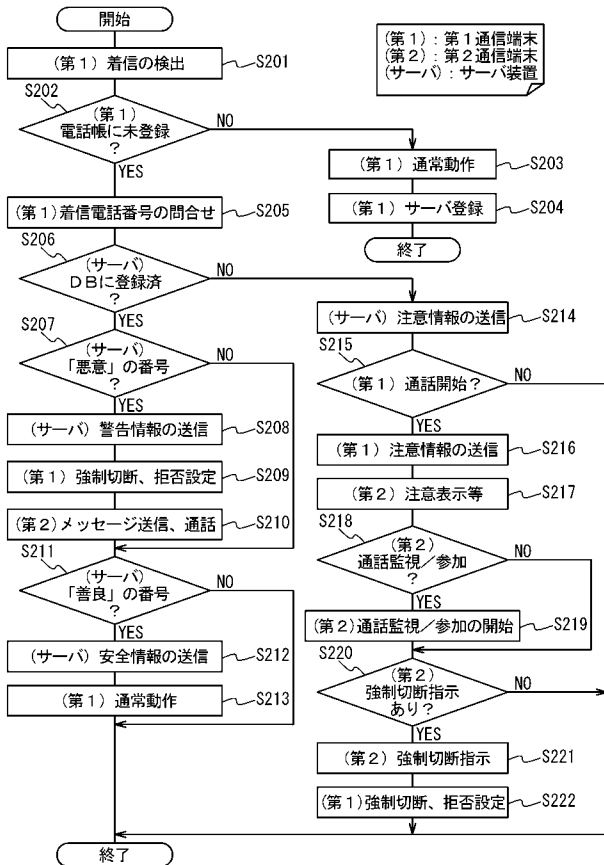 開始
(第1) 着信の検出
S201
(第1):第1通信端末
(第2):第2通信端末
(サーバ):サーバ装置
S202
(第1)
電話帳に未登録
?
NO
YES
(第1) 通常動作
S203
(第1) サーバ登録
S204
終了
(第1)着信電話番号の問合せ
S205
S206
(サーバ)
DBに登録済
?
NO
YES
S207
(サーバ)
「悪意」の番号
?
NO
YES
(サーバ) 警告情報の送信
S208
(第1) 強制切断、拒否設定
S209
(第2)メッセージ送信、通話
S210
S211
(サーバ)
「善良」の番号
?
NO
YES
(サーバ) 安全情報の送信
S212
(第1) 通常動作
S213
終了
(サーバ) 注意情報の送信
S214
S215
(第1) 通話開始?
NO
YES
(第1) 注意情報の送信
S216
(第2) 注意表示等
S217
S218
(第2)
通話監視/参加
?
NO
YES
(第2)通話監視/参加の開始
S219
S220
(第2)
強制切断指示
あり?
NO
YES
(第2) 強制切断指示
S221
(第1)強制切断、拒否設定
S222